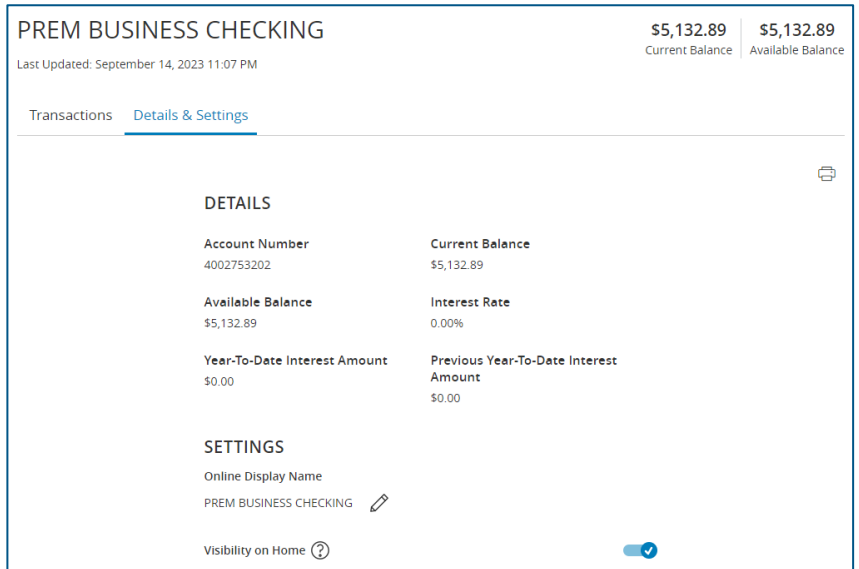 PREM BUSINESS CHECKING
$5,132.89 $5,132.89
Current Balance Available Balance
Last Updated: September 14, 2023 11:07 PM
Transactions Details & Settings
DETAILS
Account Number Current Balance
4002753202 $5,132.89
Available Balance Interest Rate
$5,132.89 0.00%
Year-To-Date Interest Amount Previous Year-To-Date Interest
Amount
$0.00
$0.00
SETTINGS
Online Display Name
PREM BUSINESS CHECKING
Visibility on Home ?